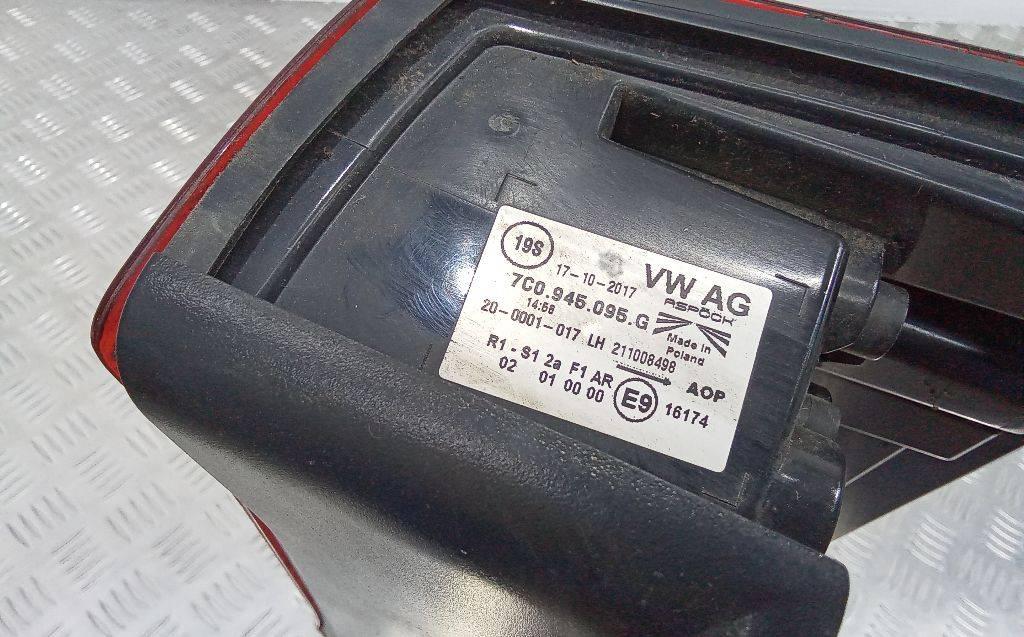 19S 17-10-2017 VW AG
7C0.945.095.G ASPÖCK
14:56
20-0001-017 LH 211008498 Made in
Poland
R1 - S1 2a F1 AR AOP
02 01 00 00 E9 16174